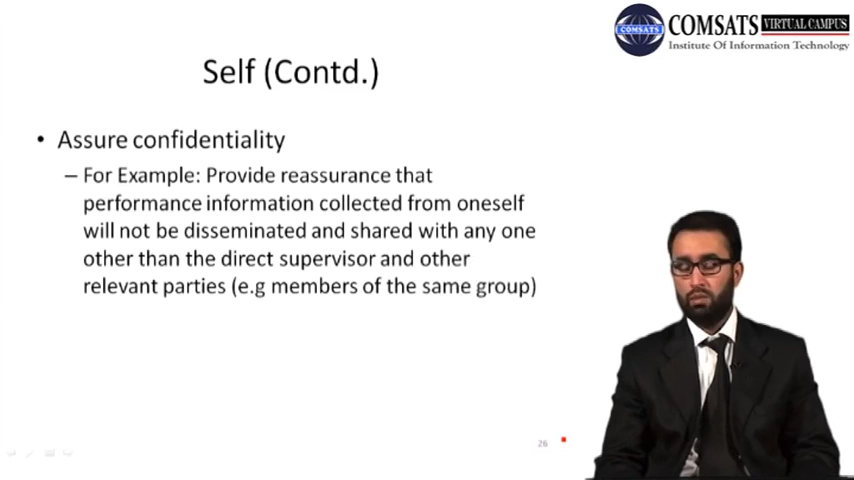 COMSATS
COMSATS VIRTUAL CAMPUS
Institute Of Information Technology
Self (Contd.)
• Assure confidentiality
– For Example: Provide reassurance that
performance information collected from oneself
will not be disseminated and shared with any one
other than the direct supervisor and other
relevant parties (e.g members of the same group)
26